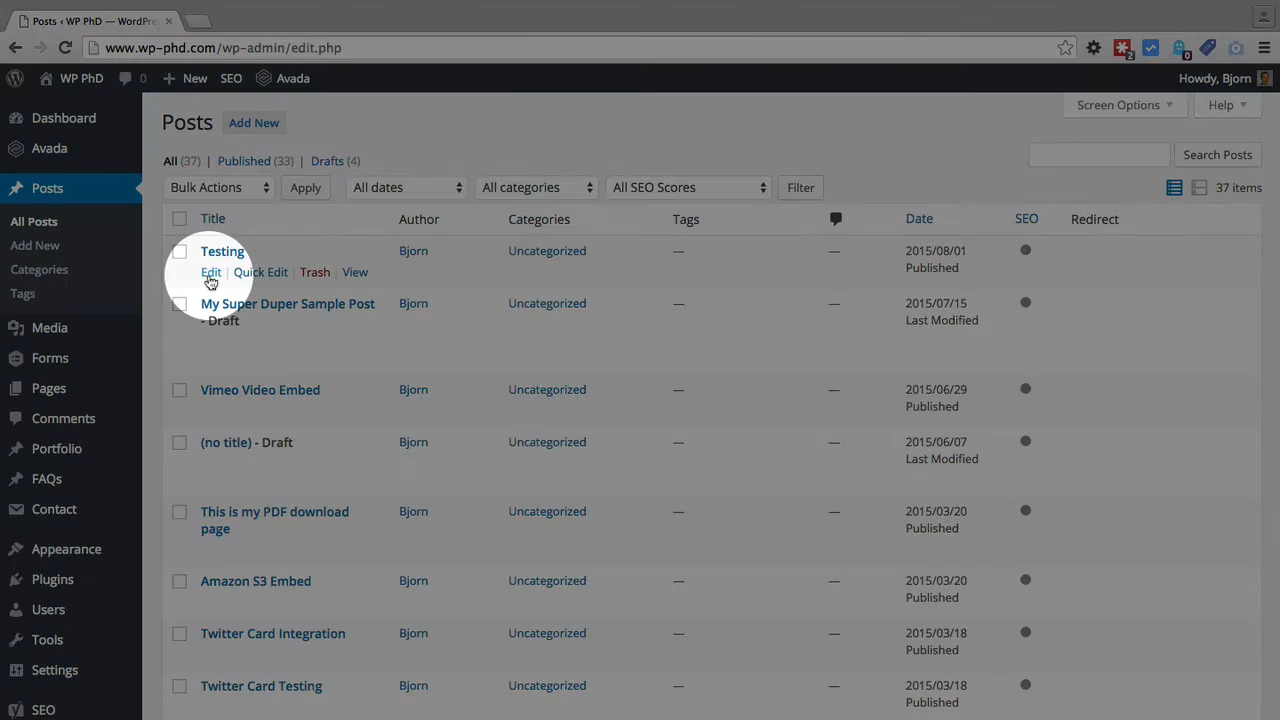 Posts ‹ WP PhD — WordPre
www.wp-phd.com/wp-admin/edit.php
2
0
WP PhD 0 New SEO Avada Howdy, Bjorn
Dashboard
Avada
Posts
All Posts
Add New
Categories
Tags
Media
Forms
Pages
Comments
Portfolio
FAQs
Contact
Appearance
Plugins
Users
Tools
Settings
SEO
Screen Options Help
Posts Add New
All (37) | Published (33) | Drafts (4)
Search Posts
Bulk Actions Apply All dates All categories All SEO Scores Filter 37 items
Title Author Categories Tags Date SEO Redirect
Testing Bjorn Uncategorized — — 2015/08/01
Published
Edit | Quick Edit | Trash | View
My Super Duper Sample Post Bjorn Uncategorized — — 2015/07/15
- Draft Last Modified
Vimeo Video Embed Bjorn Uncategorized — — 2015/06/29
Published
(no title) - Draft Bjorn Uncategorized — — 2015/06/07
Last Modified
This is my PDF download Bjorn Uncategorized — — 2015/03/20
page Published
Amazon S3 Embed Bjorn Uncategorized — — 2015/03/20
Published
Twitter Card Integration Bjorn Uncategorized — — 2015/03/18
Published
Twitter Card Testing Bjorn Uncategorized — — 2015/03/18
Published